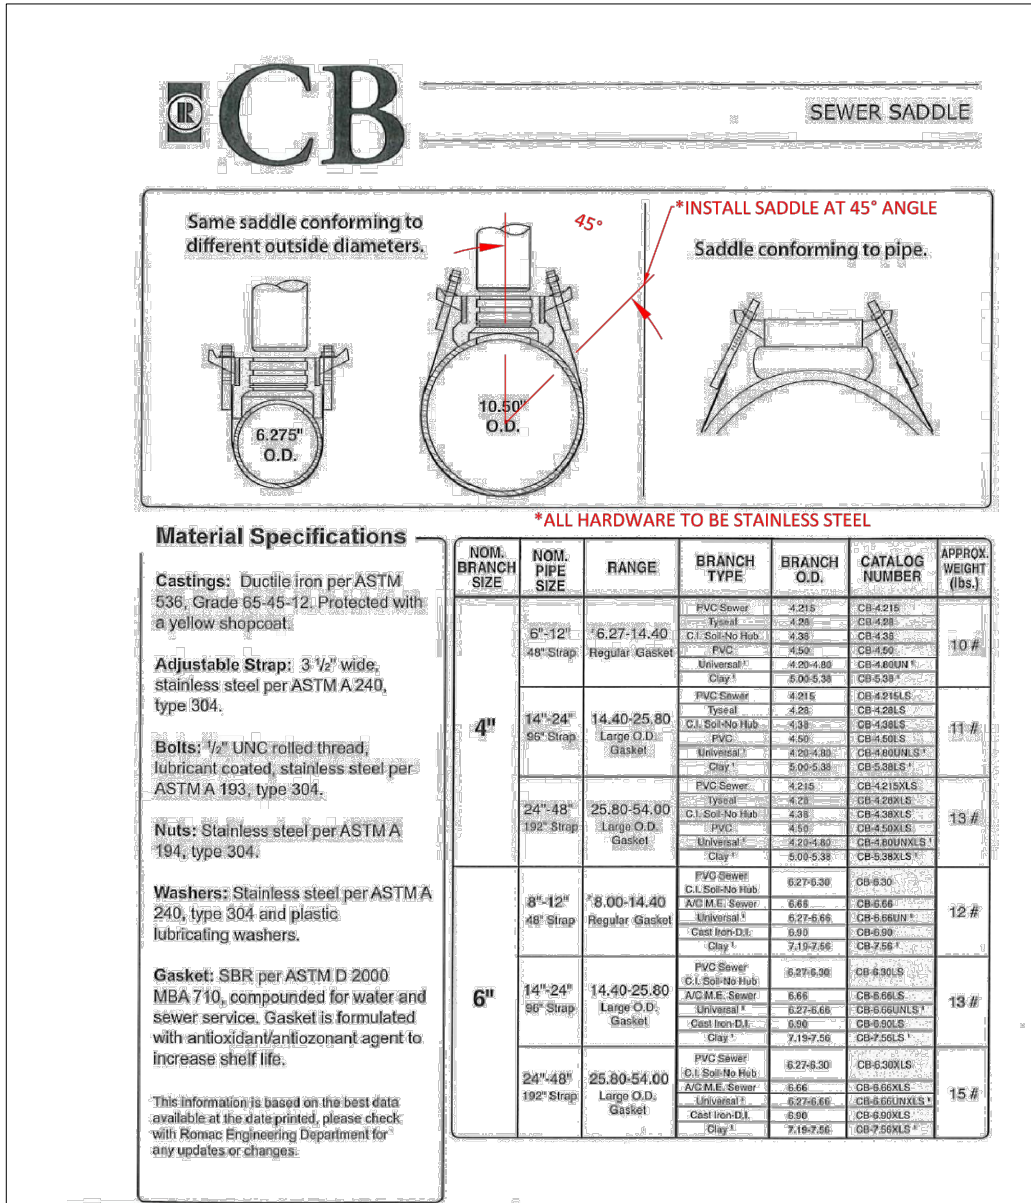 R
CB
SEWER SADDLE
Same saddle conforming to
different outside diameters.
6.275"
O.D.
45°
10.50"
O.D.
*INSTALL SADDLE AT 45° ANGLE
Saddle conforming to pipe.
*ALL HARDWARE TO BE STAINLESS STEEL
Material Specifications
Castings: Ductile iron per ASTM
536, Grade 65-45-12. Protected with
a yellow shopcoat.
Adjustable Strap: 3 1/2" wide,
stainless steel per ASTM A 240,
type 304.
Bolts: 1/2" UNC rolled thread,
lubricant coated, stainless steel per
ASTM A 193, type 304.
Nuts: Stainless steel per ASTM A
194, type 304.
Washers: Stainless steel per ASTM A
240, type 304 and plastic
lubricating washers.
Gasket: SBR per ASTM D 2000
MBA 710, compounded for water and
sewer service. Gasket is formulated
with antioxidant/antiozonant agent to
increase shelf life.
This information is based on the best data
available at the date printed, please check
with Romac Engineering Department for
any updates or changes.
NOM. BRANCH SIZE NOM. PIPE SIZE RANGE BRANCH TYPE BRANCH O.D. CATALOG NUMBER APPROX. WEIGHT (lbs.)
4"
6"-12" 48" Strap *6.27-14.40 Regular Gasket 10 #
PVC Sewer 4.215 CB-4.215
Tyseal 4.28 CB-4.28
C.I. Soil-No Hub 4.38 CB-4.38
PVC 4.50 CB-4.50
Universal 4.20-4.80 CB-4.80UN
Clay 5.00-5.38 CB-5.38
14"-24" 96" Strap 14.40-25.80 Large O.D. Gasket 11 #
PVC Sewer 4.215 CB-4.215LS
Tyseal 4.28 CB-4.28LS
C.I. Soil-No Hub 4.38 CB-4.38LS
PVC 4.50 CB-4.50LS
Universal 4.20-4.80 CB-4.80UNLS
Clay 5.00-5.38 CB-5.38LS
24"-48" 192" Strap 25.80-54.00 Large O.D. Gasket 13 #
PVC Sewer 4.215 CB-4.215XLS
Tyseal 4.28 CB-4.28XLS
C.I. Soil-No Hub 4.38 CB-4.38XLS
PVC 4.50 CB-4.50XLS
Universal 4.20-4.80 CB-4.80UNXLS
Clay 5.00-5.38 CB-5.38XLS
6"
8"-12" 48" Strap *8.00-14.40 Regular Gasket 12 #
PVC Sewer C.I. Soil-No Hub 6.27-6.30 CB-6.30
A/C M.E. Sewer 6.66 CB-6.66
Universal 6.27-6.66 CB-6.66UN
Cast Iron-D.I. 6.90 CB-6.90
Clay 7.19-7.56 CB-7.56
14"-24" 96" Strap 14.40-25.80 Large O.D. Gasket 13 #
PVC Sewer C.I. Soil-No Hub 6.27-6.30 CB-6.30LS
A/C M.E. Sewer 6.66 CB-6.66LS
Universal 6.27-6.66 CB-6.66UNLS
Cast Iron-D.I. 6.90 CB-6.90LS
Clay 7.19-7.56 CB-7.56LS
24"-48" 192" Strap 25.80-54.00 Large O.D. Gasket 15 #
PVC Sewer C.I. Soil-No Hub 6.27-6.30 CB-6.30XLS
A/C M.E. Sewer 6.66 CB-6.66XLS
Universal 6.27-6.66 CB-6.66UNXLS
Cast Iron-D.I. 6.90 CB-6.90XLS
Clay 7.19-7.56 CB-7.56XLS